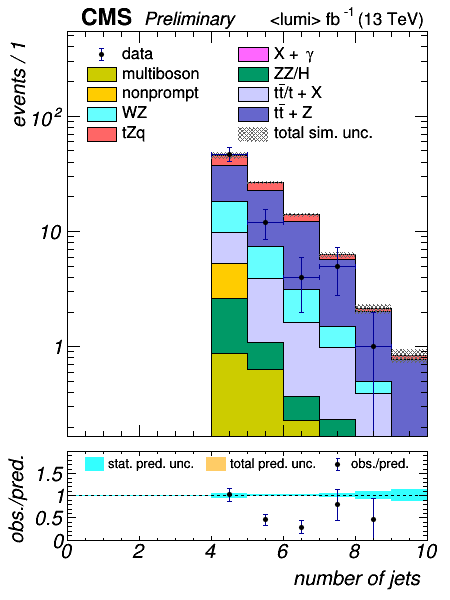 CMS Preliminary <lumi> fb⁻¹ (13 TeV)
events / 1
data
multiboson
nonprompt
WZ
tZq
X + γ
ZZ/H
tt̄/t + X
tt̄ + Z
total sim. unc.
10²
10
1
obs./pred.
stat. pred. unc. total pred. unc. obs./pred.
1.5
1
0.5
0
0 2 4 6 8 10
number of jets